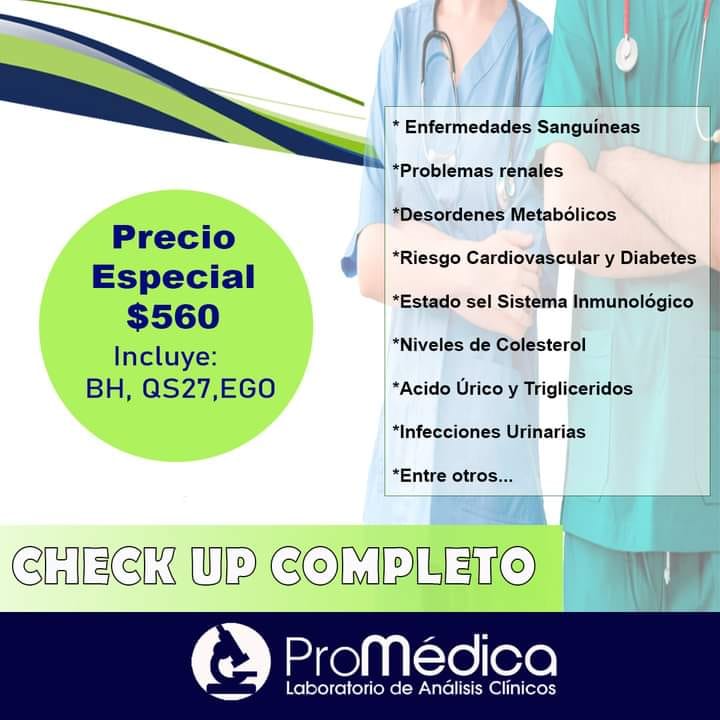 * Enfermedades Sanguíneas
*Problemas renales
*Desordenes Metabólicos
*Riesgo Cardiovascular y Diabetes
*Estado sel Sistema Inmunológico
*Niveles de Colesterol
*Acido Úrico y Trigliceridos
*Infecciones Urinarias
*Entre otros...
Precio
Especial
$560
Incluye:
BH, QS27,EGO
CHECK UP COMPLETO
ProMédica
Laboratorio de Análisis Clínicos